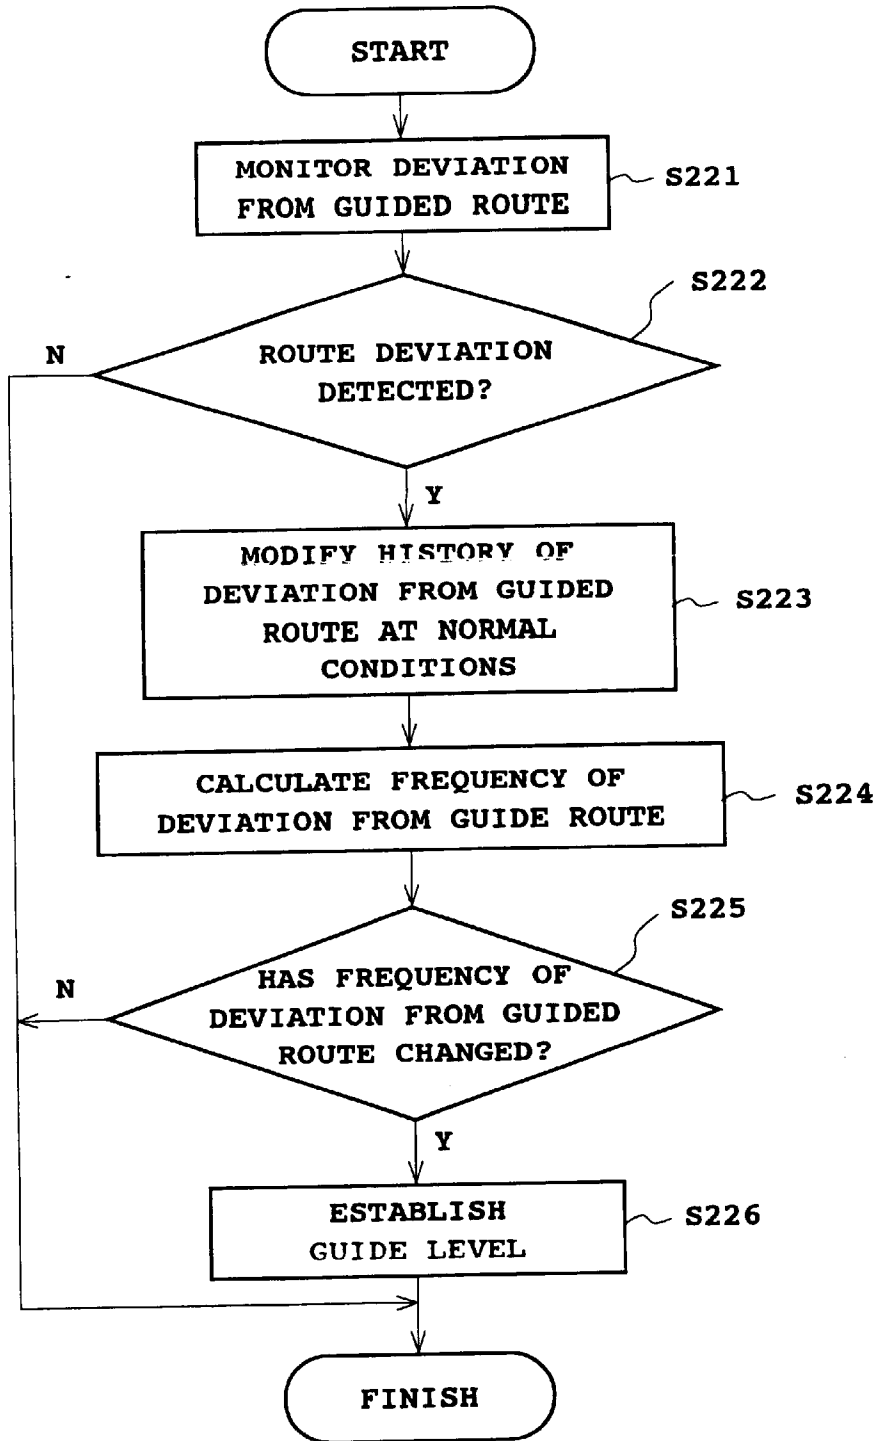 START
MONITOR DEVIATION
FROM GUIDED ROUTE
S221
S222
N
ROUTE DEVIATION
DETECTED?
Y
MODIFY HISTORY OF
DEVIATION FROM GUIDED
ROUTE AT NORMAL
CONDITIONS
S223
CALCULATE FREQUENCY OF
DEVIATION FROM GUIDE ROUTE
S224
S225
N
HAS FREQUENCY OF
DEVIATION FROM GUIDED
ROUTE CHANGED?
Y
ESTABLISH
GUIDE LEVEL
S226
FINISH